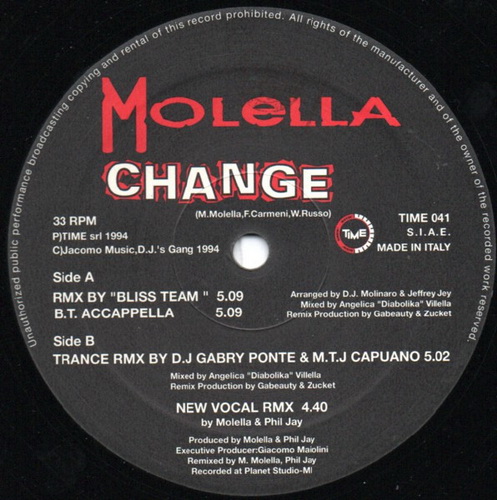 Unauthorized public performance broadcasting copying and rental of this record prohibited. All rights of the manufacturer and of the owner of the recorded work reserved.
MOLELLA
CHANGE
(M.Molella,F.Carmeni,W.Russo)
33 RPM
P)TIME srl 1994
C)Jacomo Music,D.J.'s Gang 1994
TIME
TIME 041
S.I.A.E.
MADE IN ITALY
Side A
RMX BY "BLISS TEAM " 5.09
B.T. ACCAPPELLA 5.09
Arranged by D.J. Molinaro & Jeffrey Jey
Mixed by Angelica "Diabolika" Villella
Remix Production by Gabeauty & Zucket
Side B
TRANCE RMX BY D.J GABRY PONTE & M.T.J CAPUANO 5.02
Mixed by Angelica "Diabolika" Villella
Remix Production by Gabeauty & Zucket
NEW VOCAL RMX 4.40
by Molella & Phil Jay
Produced by Molella & Phil Jay
Executive Producer:Giacomo Maiolini
Remixed by M. Molella, Phil Jay
Recorded at Planet Studio-MI